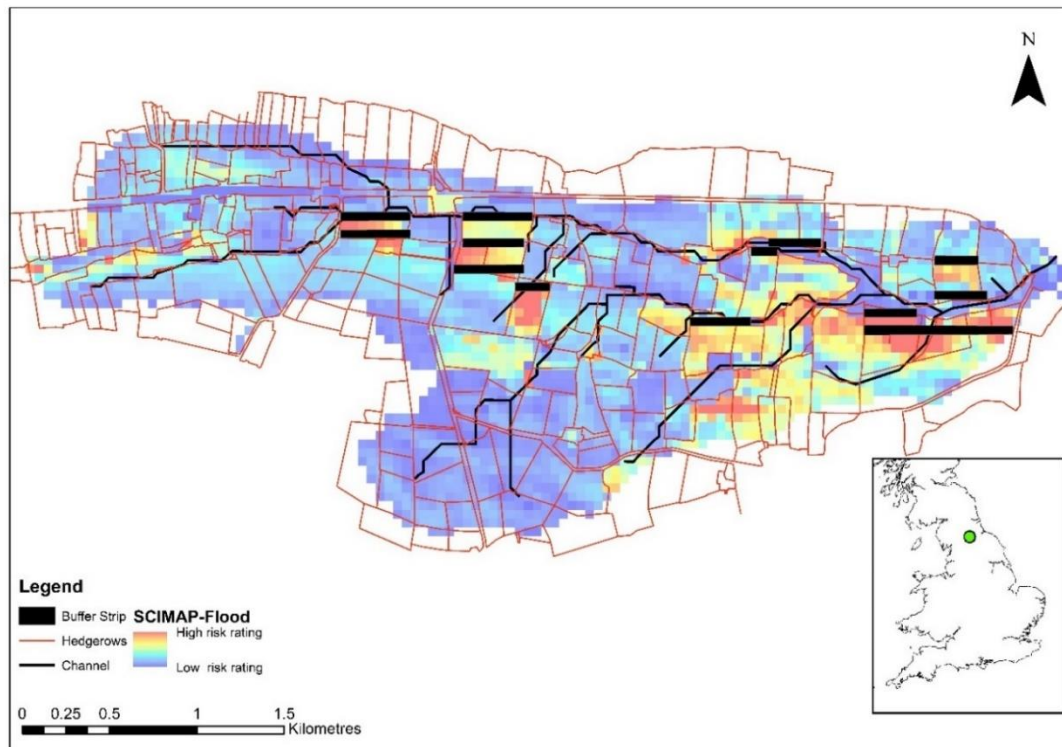 N
Legend
Buffer Strip
Hedgerows
Channel
SCIMAP-Flood
High risk rating
Low risk rating
0 0.25 0.5 1 1.5
Kilometres